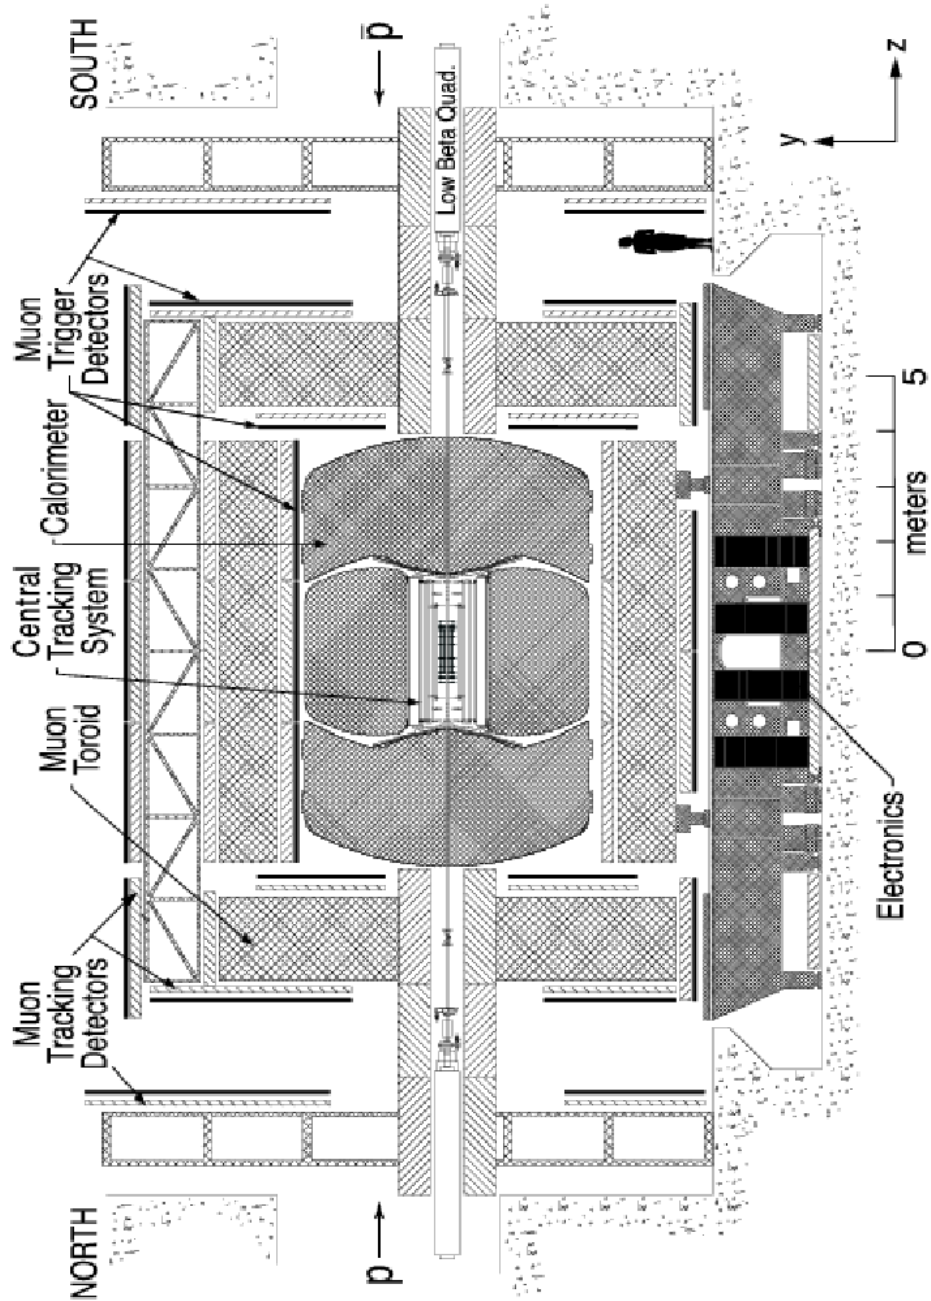 NORTH
Muon
Tracking
Detectors
Muon
Toroid
Central
Tracking
System
Calorimeter
Muon
Trigger
Detectors
SOUTH
p
p̅
Low Beta Quad.
Electronics
0
meters
5
y
z